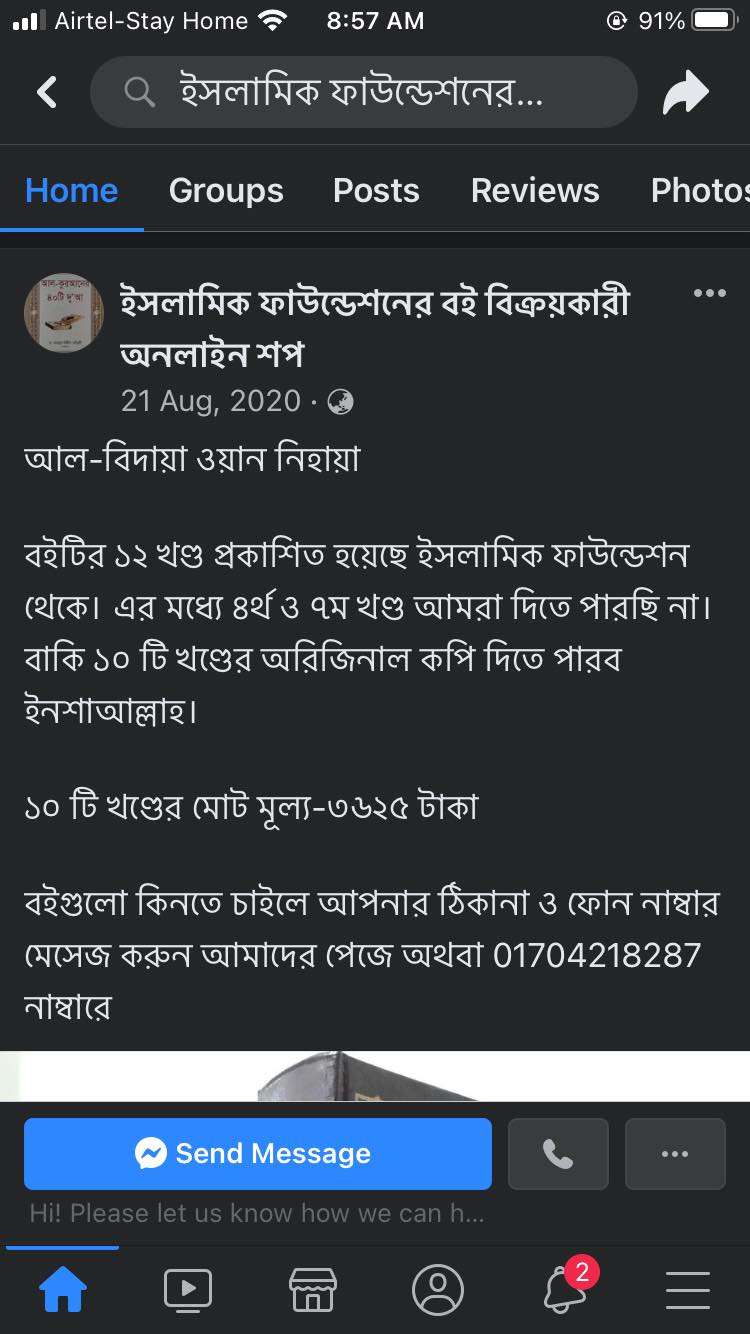 Airtel-Stay Home 8:57 AM 91%
ইসলামিক ফাউন্ডেশনের...
Home Groups Posts Reviews Photos
আল-কুরআনের
৪০টি দু'আ
ইসলামিক ফাউন্ডেশনের বই বিক্রয়কারী
অনলাইন শপ
21 Aug, 2020 ·
আল-বিদায়া ওয়ান নিহায়া
বইটির ১২ খণ্ড প্রকাশিত হয়েছে ইসলামিক ফাউন্ডেশন
থেকে। এর মধ্যে ৪র্থ ও ৭ম খণ্ড আমরা দিতে পারছি না।
বাকি ১০ টি খণ্ডের অরিজিনাল কপি দিতে পারব
ইনশাআল্লাহ।
১০ টি খণ্ডের মোট মূল্য-৩৬২৫ টাকা
বইগুলো কিনতে চাইলে আপনার ঠিকানা ও ফোন নাম্বার
মেসেজ করুন আমাদের পেজে অথবা 01704218287
নাম্বারে
Send Message
Hi! Please let us know how we can h...
2